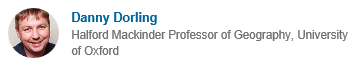 Danny Dorling
Halford Mackinder Professor of Geography, University
of Oxford